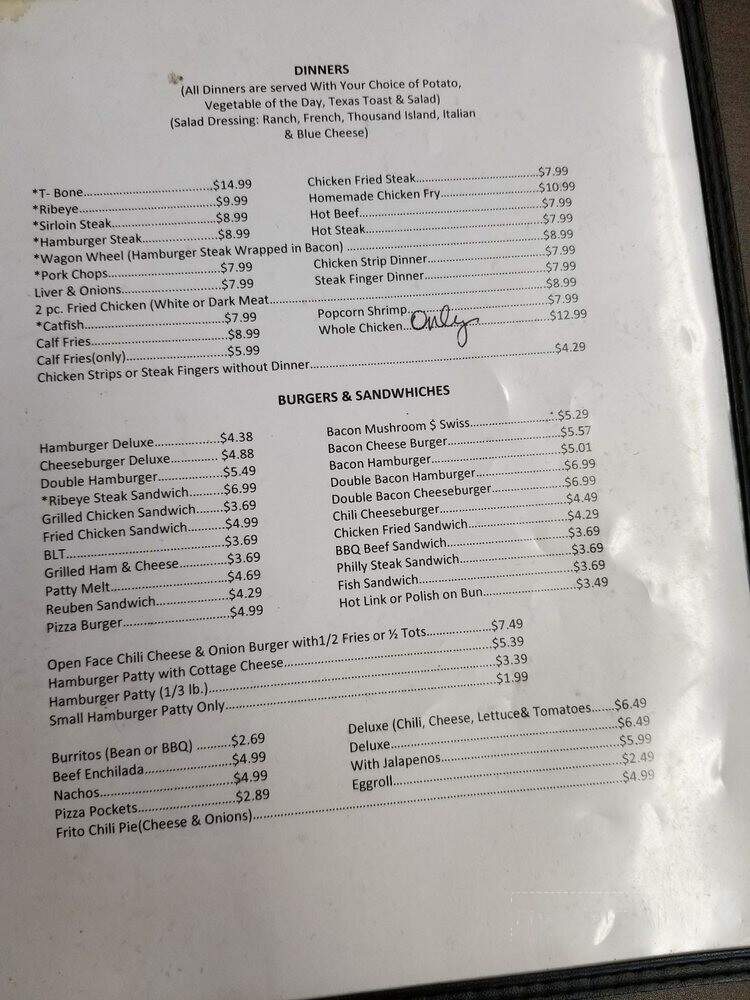 DINNERS
(All Dinners are served With Your Choice of Potato,
Vegetable of the Day, Texas Toast & Salad)
(Salad Dressing: Ranch, French, Thousand Island, Italian
& Blue Cheese)
*T- Bone.....$14.99
*Ribeye.....$9.99
*Sirloin Steak.....$8.99
*Hamburger Steak.....$8.99
Chicken Fried Steak.....$7.99
Homemade Chicken Fry.....$10.99
Hot Beef.....$7.99
Hot Steak.....$7.99
*Wagon Wheel (Hamburger Steak Wrapped in Bacon) .....$8.99
*Pork Chops.....$7.99
Liver & Onions.....$7.99
Chicken Strip Dinner.....$7.99
Steak Finger Dinner.....$7.99
2 pc. Fried Chicken (White or Dark Meat.....$8.99
*Catfish.....$7.99
Calf Fries.....$8.99
Calf Fries(only).....$5.99
Popcorn Shrimp.....$7.99
Whole Chicken...Only.....$12.99
Chicken Strips or Steak Fingers without Dinner.....$4.29
BURGERS & SANDWHICHES
Hamburger Deluxe.....$4.38
Cheeseburger Deluxe.....$4.88
Double Hamburger.....$5.49
*Ribeye Steak Sandwich.....$6.99
Grilled Chicken Sandwich.....$3.69
Fried Chicken Sandwich.....$4.99
BLT.....$3.69
Grilled Ham & Cheese.....$3.69
Patty Melt.....$4.69
Reuben Sandwich.....$4.29
Pizza Burger.....$4.99
Bacon Mushroom $ Swiss.....$5.29
Bacon Cheese Burger.....$5.57
Bacon Hamburger.....$5.01
Double Bacon Hamburger.....$6.99
Double Bacon Cheeseburger.....$6.99
Chili Cheeseburger.....$4.49
Chicken Fried Sandwich.....$4.29
BBQ Beef Sandwich.....$3.69
Philly Steak Sandwich.....$3.69
Fish Sandwich.....$3.69
Hot Link or Polish on Bun.....$3.49
Open Face Chili Cheese & Onion Burger with1/2 Fries or ½ Tots.....$7.49
Hamburger Patty with Cottage Cheese.....$5.39
Hamburger Patty (1/3 lb.).....$3.39
Small Hamburger Patty Only.....$1.99
Burritos (Bean or BBQ) .....$2.69
Beef Enchilada.....$4.99
Nachos.....$4.99
Pizza Pockets.....$2.89
Deluxe (Chili, Cheese, Lettuce& Tomatoes.....$6.49
Deluxe.....$6.49
With Jalapenos.....$5.99
Eggroll.....$2.49
Frito Chili Pie(Cheese & Onions).....$4.99